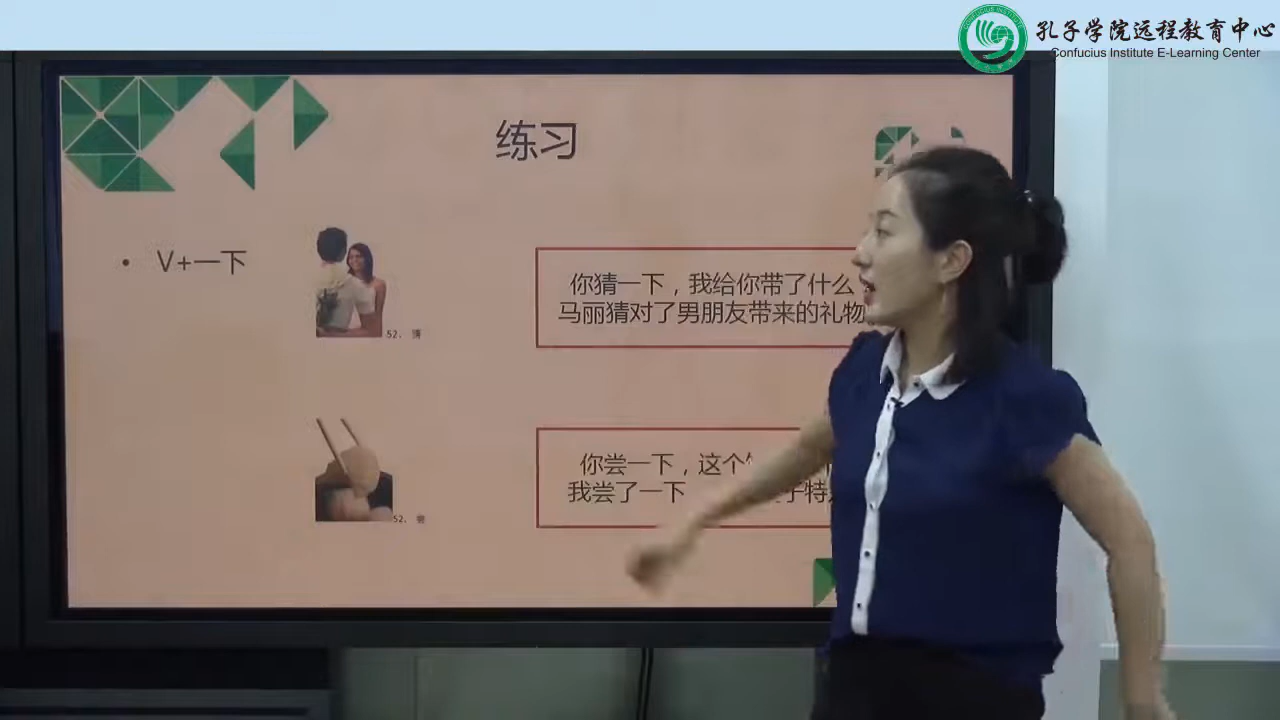 孔子学院远程教育中心
Confucius Institute E-Learning Center
练习
• V+一下
你猜一下，我给你带了什么
马丽猜对了男朋友带来的礼物
52. 猜
你尝一下，这个
我尝了一下 子特
52. 尝